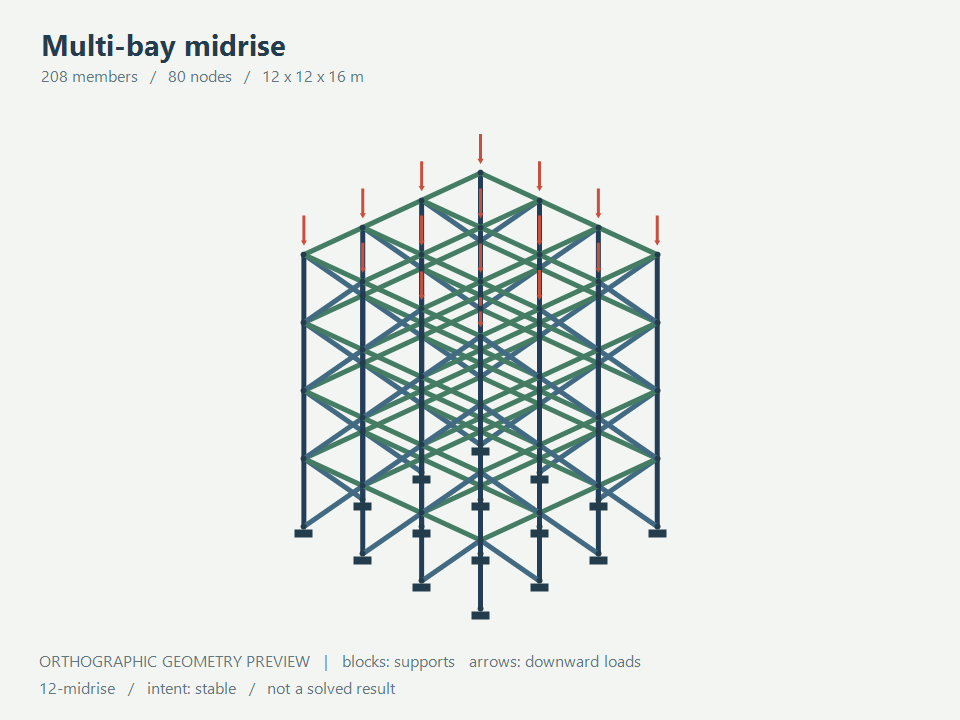 Multi-bay midrise
208 members / 80 nodes / 12 x 12 x 16 m
ORTHOGRAPHIC GEOMETRY PREVIEW | blocks: supports arrows: downward loads
12-midrise / intent: stable / not a solved result